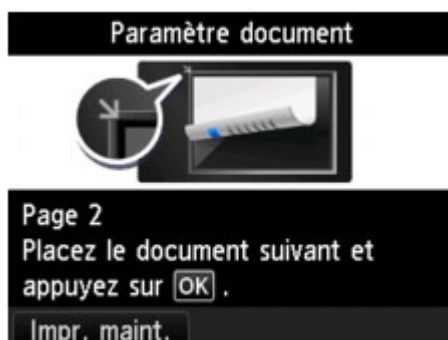 Paramètre document
Page 2
Placez le document suivant et
appuyez sur OK .
Impr. maint.